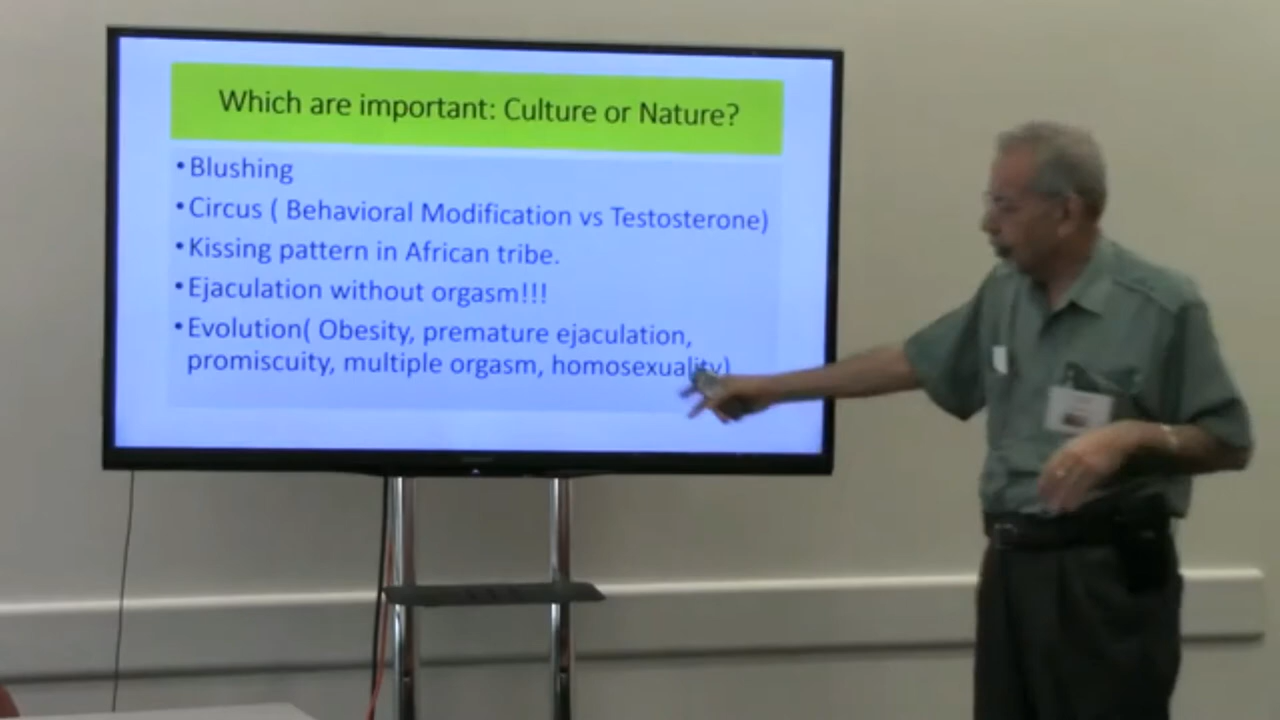 Which are important: Culture or Nature?
•Blushing
•Circus ( Behavioral Modification vs Testosterone)
•Kissing pattern in African tribe.
•Ejaculation without orgasm!!!
•Evolution( Obesity, premature ejaculation,
promiscuity, multiple orgasm, homosexuality)